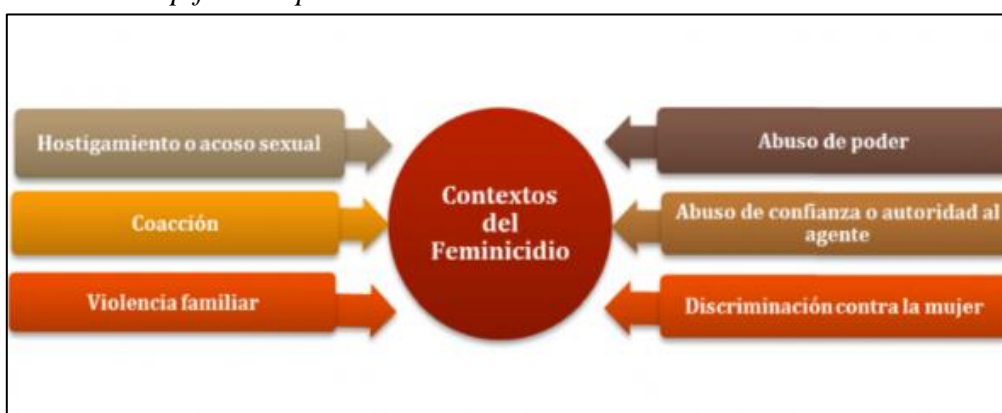 Hostigamiento o acoso sexual
Coacción
Violencia familiar
Contextos
del
Feminicidio
Abuso de poder
Abuso de confianza o autoridad al
agente
Discriminación contra la mujer